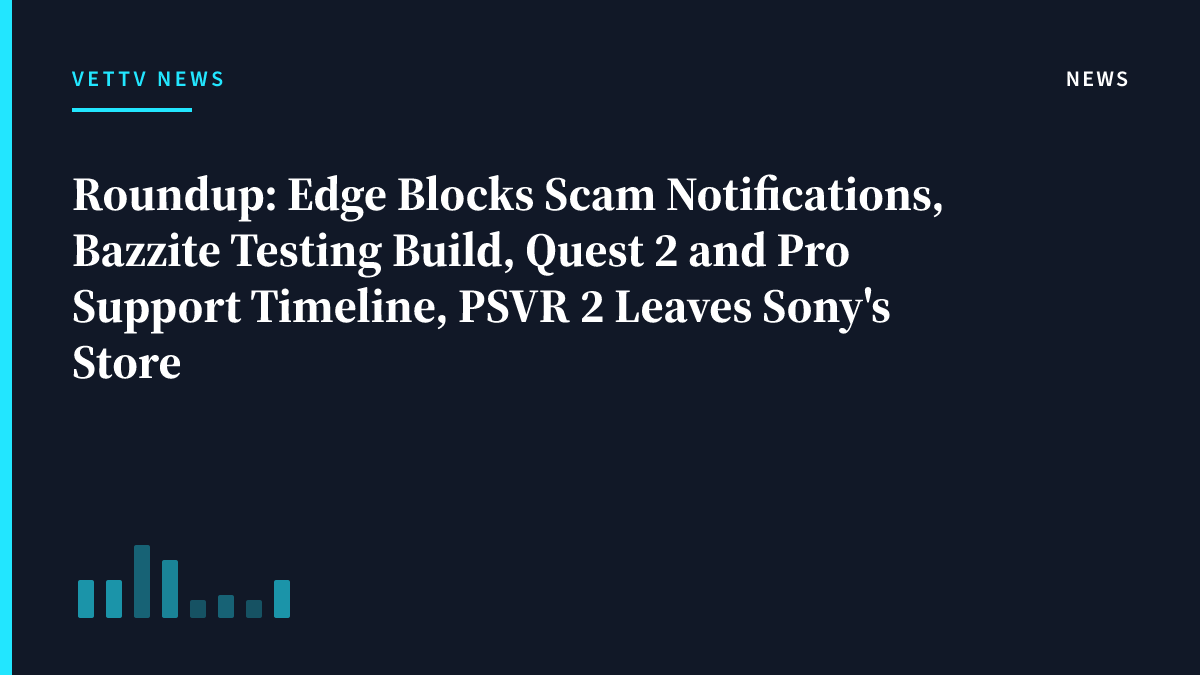 VETTV NEWS
NEWS
Roundup: Edge Blocks Scam Notifications,
Bazzite Testing Build, Quest 2 and Pro
Support Timeline, PSVR 2 Leaves Sony's
Store